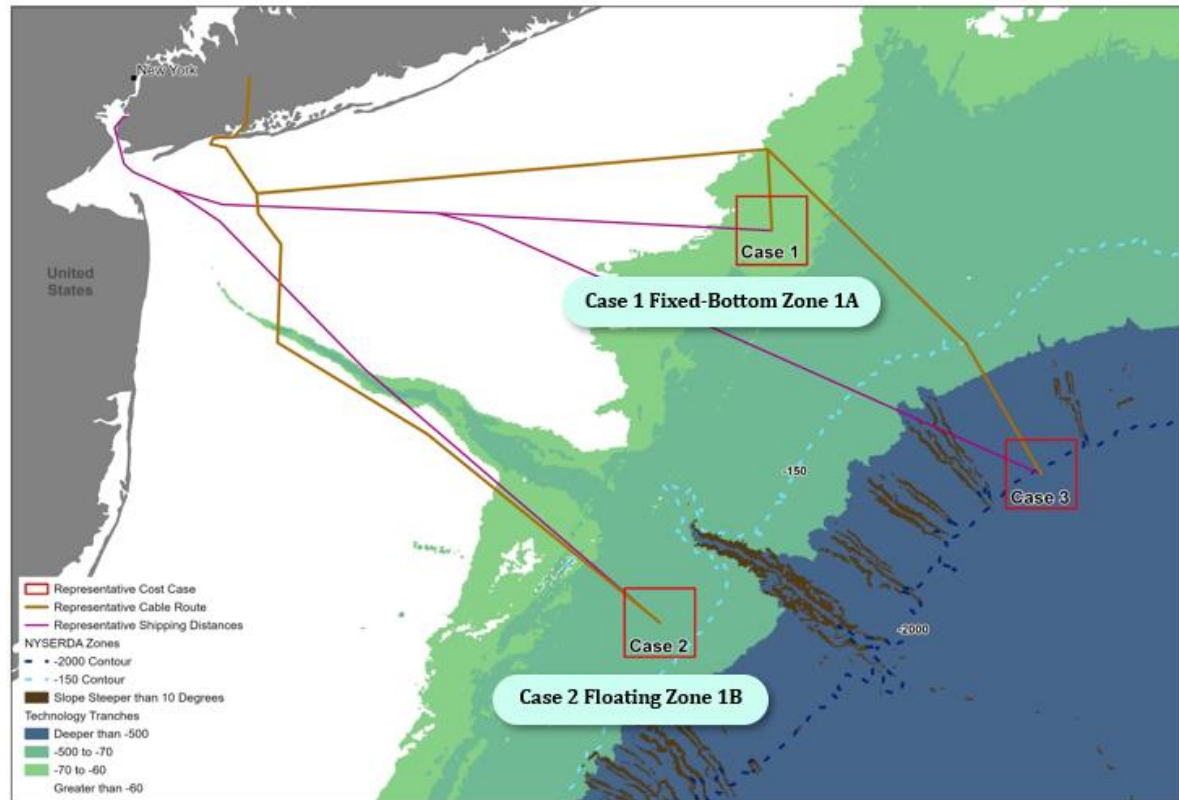 New York
United
States
Case 1
Case 1 Fixed-Bottom Zone 1A
-150
Case 3
-2000
Case 2
Case 2 Floating Zone 1B
Representative Cost Case
Representative Cable Route
Representative Shipping Distances
NYSERDA Zones
-2000 Contour
-150 Contour
Slope Steeper than 10 Degrees
Technology Tranches
Deeper than -500
-500 to -70
-70 to -60
Greater than -60